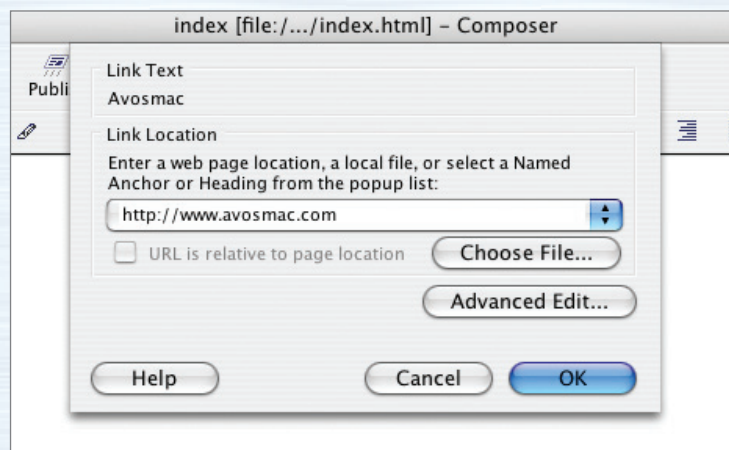 index [file:/.../index.html] – Composer
Publi
Link Text
Avosmac
Link Location
Enter a web page location, a local file, or select a Named
Anchor or Heading from the popup list:
http://www.avosmac.com
URL is relative to page location
Choose File...
Advanced Edit...
Help
Cancel
OK